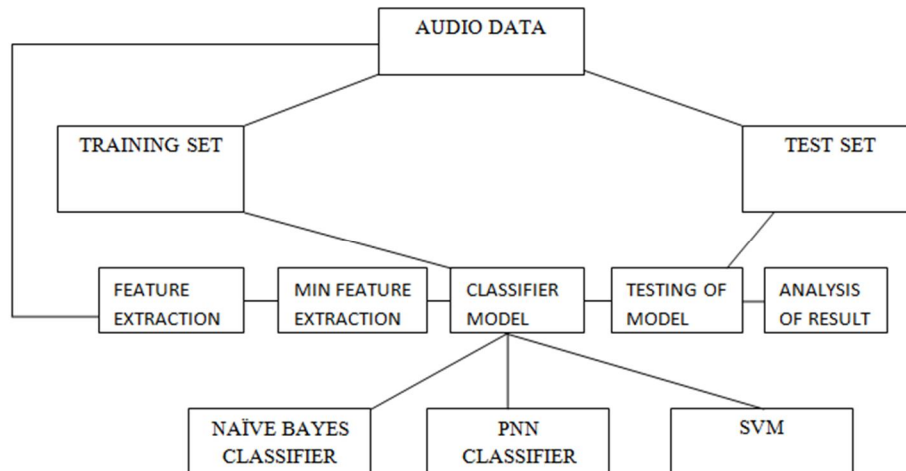 AUDIO DATA
TRAINING SET
TEST SET
FEATURE
EXTRACTION
MIN FEATURE
EXTRACTION
CLASSIFIER
MODEL
TESTING OF
MODEL
ANALYSIS
OF RESULT
NAÏVE BAYES
CLASSIFIER
PNN
CLASSIFIER
SVM